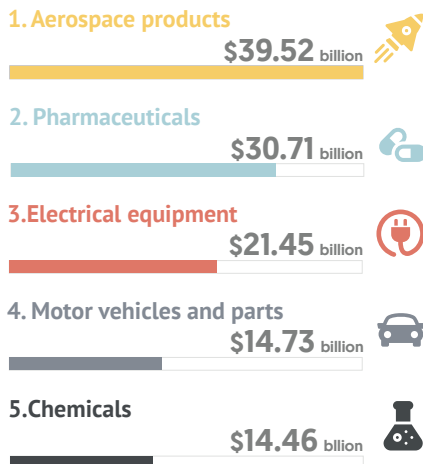 1. Aerospace products
$39.52 billion
2. Pharmaceuticals
$30.71 billion
3.Electrical equipment
$21.45 billion
4. Motor vehicles and parts
$14.73 bllion
5.Chemicals
$14.46 bllion